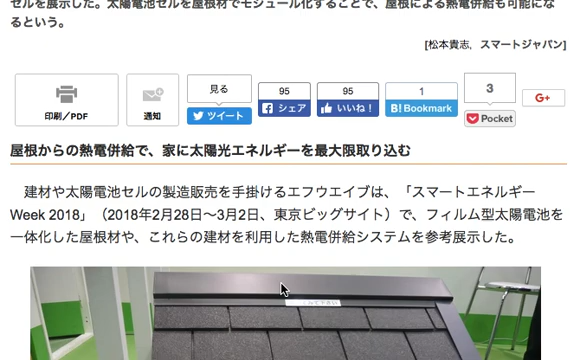 セルを展示した。太陽電池セルを屋根材でモジュール化することで、屋根による熱電併給も可能にな
るという。
[松本貴志, スマートジャパン]
印刷／PDF
通知
見る
ツイート
95
シェア
95
いいね！
1
B! Bookmark
3
Pocket
G+
屋根からの熱電併給で、家に太陽光エネルギーを最大限取り込む
建材や太陽電池セルの製造販売を手掛けるエフウエイブは、「スマートエネルギー
Week 2018」（2018年2月28日～3月2日、東京ビッグサイト）で、フィルム型太陽電池を
一体化した屋根材や、これらの建材を利用した熱電併給システムを参考展示した。